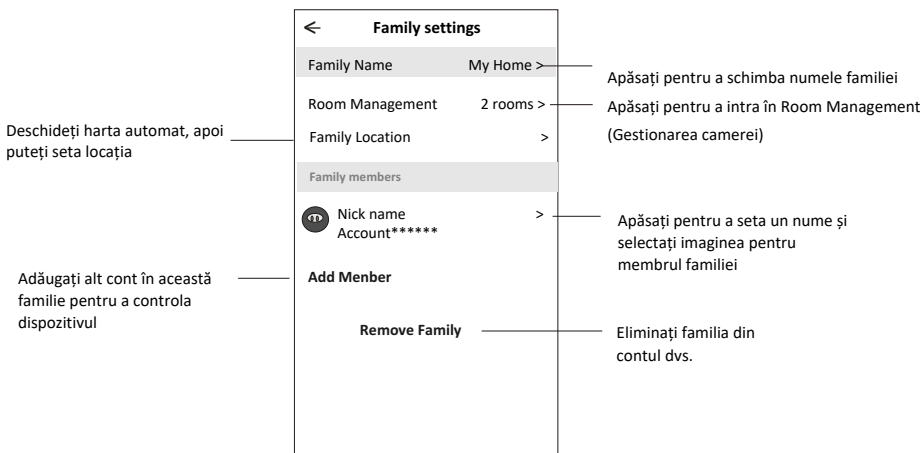 Family settings
Family Name My Home >
Apăsați pentru a schimba numele familiei
Room Management 2 rooms >
Apăsați pentru a intra în Room Management
(Gestionarea camerei)
Deschideți harta automat, apoi
puteți seta locația
Family Location >
Family members
Nick name >
Account******
Apăsați pentru a seta un nume și
selectați imaginea pentru
membrul familiei
Adăugați alt cont în această
familie pentru a controla
dispozitivul
Add Menber
Remove Family
Eliminați familia din
contul dvs.